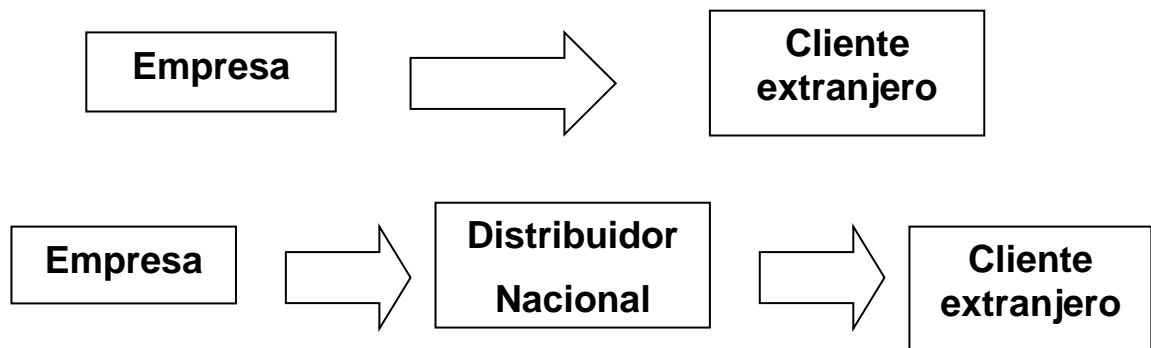 Empresa
Cliente
extranjero
Empresa
Distribuidor
Nacional
Cliente
extranjero